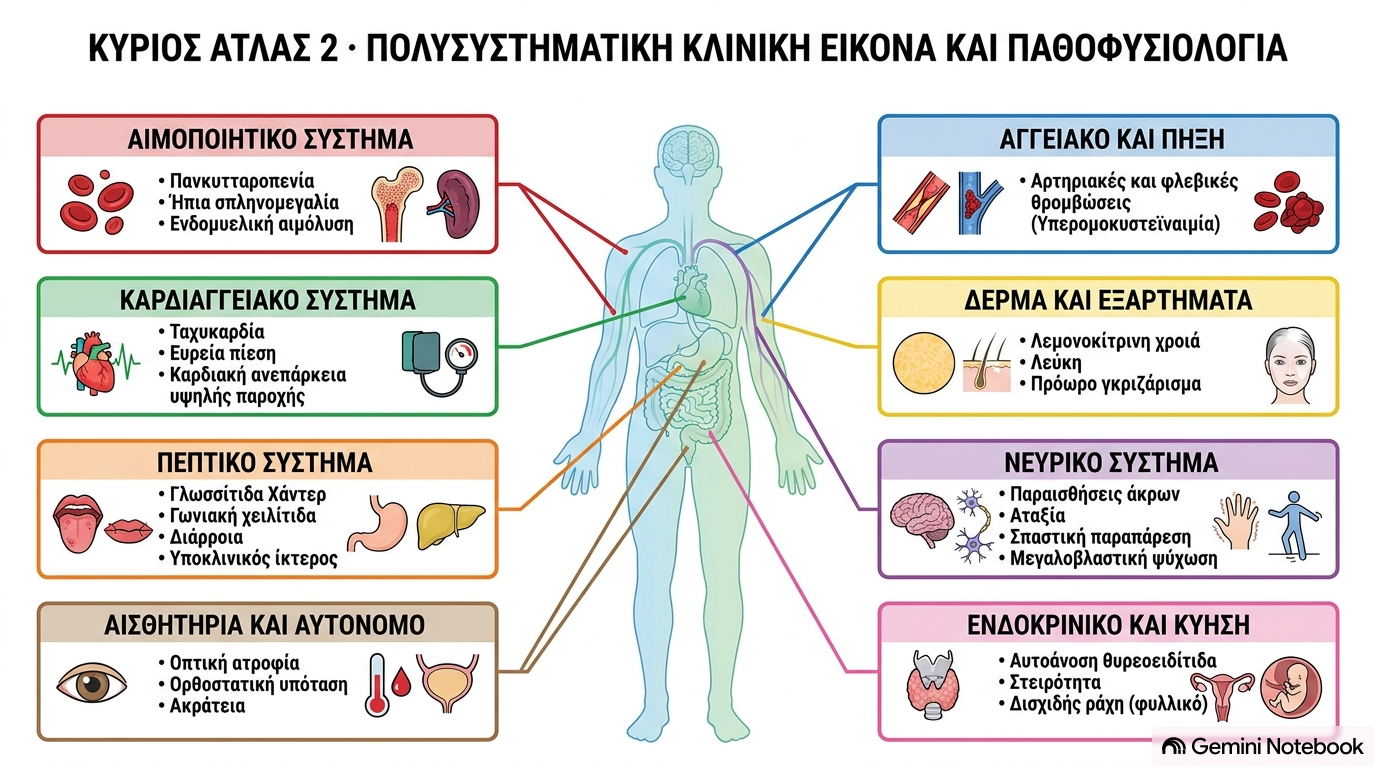 ΚΥΡΙΟΣ ΑΤΛΑΣ 2 · ΠΟΛΥΣΥΣΤΗΜΑΤΙΚΗ ΚΛΙΝΙΚΗ ΕΙΚΟΝΑ ΚΑΙ ΠΑΘΟΦΥΣΙΟΛΟΓΙΑ
ΑΙΜΟΠΟΙΗΤΙΚΟ ΣΥΣΤΗΜΑ
• Πανκυτταροπενία
• Ήπια σπληνομεγαλία
• Ενδομυελική αιμόλυση
ΚΑΡΔΙΑΓΓΕΙΑΚΟ ΣΥΣΤΗΜΑ
• Ταχυκαρδία
• Ευρεία πίεση
• Καρδιακή ανεπάρκεια
υψηλής παροχής
ΠΕΠΤΙΚΟ ΣΥΣΤΗΜΑ
• Γλωσσίτιδα Χάντερ
• Γωνιακή χειλίτιδα
• Διάρροια
• Υποκλινικός ίκτερος
ΑΙΣΘΗΤΗΡΙΑ ΚΑΙ ΑΥΤΟΝΟΜΟ
• Οπτική ατροφία
• Ορθοστατική υπόταση
• Ακράτεια
ΑΓΓΕΙΑΚΟ ΚΑΙ ΠΗΞΗ
• Αρτηριακές και φλεβικές
θρομβώσεις
(Υπερομοκυστεϊναιμία)
ΔΕΡΜΑ ΚΑΙ ΕΞΑΡΤΗΜΑΤΑ
• Λεμονοκίτρινη χροιά
• Λεύκη
• Πρόωρο γκριζάρισμα
ΝΕΥΡΙΚΟ ΣΥΣΤΗΜΑ
• Παραισθήσεις άκρων
• Αταξία
• Σπαστική παραπάρεση
• Μεγαλοβλαστική ψύχωση
ΕΝΔΟΚΡΙΝΙΚΟ ΚΑΙ ΚΥΗΣΗ
• Αυτοάνοση θυρεοειδίτιδα
• Στειρότητα
• Δισχιδής ράχη (φυλλικό)
Gemini Notebook